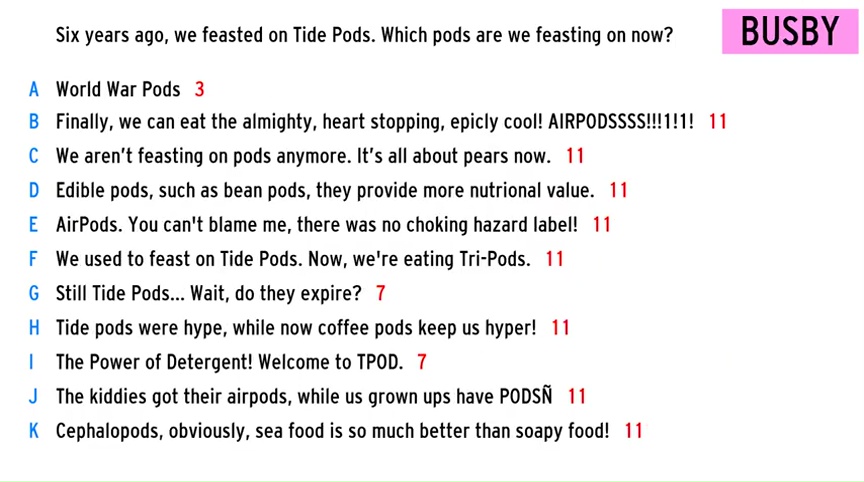 Six years ago, we feasted on Tide Pods. Which pods are we feasting on now?
BUSBY
A World War Pods 3
B Finally, we can eat the almighty, heart stopping, epicly cool! AIRPODSSSS!!!1!1! 11
C We aren't feasting on pods anymore. It's all about pears now. 11
D Edible pods, such as bean pods, they provide more nutrional value. 11
E AirPods. You can't blame me, there was no choking hazard label! 11
F We used to feast on Tide Pods. Now, we're eating Tri-Pods. 11
G Still Tide Pods... Wait, do they expire? 7
H Tide pods were hype, while now coffee pods keep us hyper! 11
I The Power of Detergent! Welcome to TPOD. 7
J The kiddies got their airpods, while us grown ups have PODSÑ 11
K Cephalopods, obviously, sea food is so much better than soapy food! 11